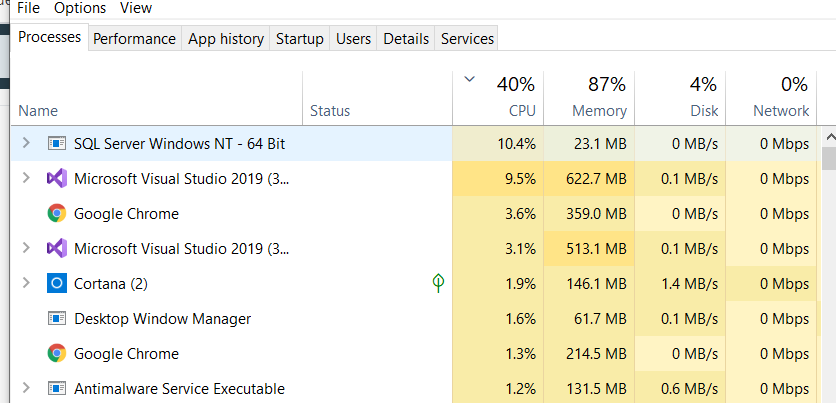 File Options View
Processes Performance App history Startup Users Details Services
40% 87% 4% 0%
Name Status CPU Memory Disk Network
SQL Server Windows NT - 64 Bit 10.4% 23.1 MB 0 MB/s 0 Mbps
Microsoft Visual Studio 2019 (3... 9.5% 622.7 MB 0.1 MB/s 0 Mbps
Google Chrome 3.6% 359.0 MB 0 MB/s 0 Mbps
Microsoft Visual Studio 2019 (3... 3.1% 513.1 MB 0.1 MB/s 0 Mbps
Cortana (2) 1.9% 146.1 MB 1.4 MB/s 0 Mbps
Desktop Window Manager 1.6% 61.7 MB 0.1 MB/s 0 Mbps
Google Chrome 1.3% 214.5 MB 0 MB/s 0 Mbps
Antimalware Service Executable 1.2% 131.5 MB 0.6 MB/s 0 Mbps